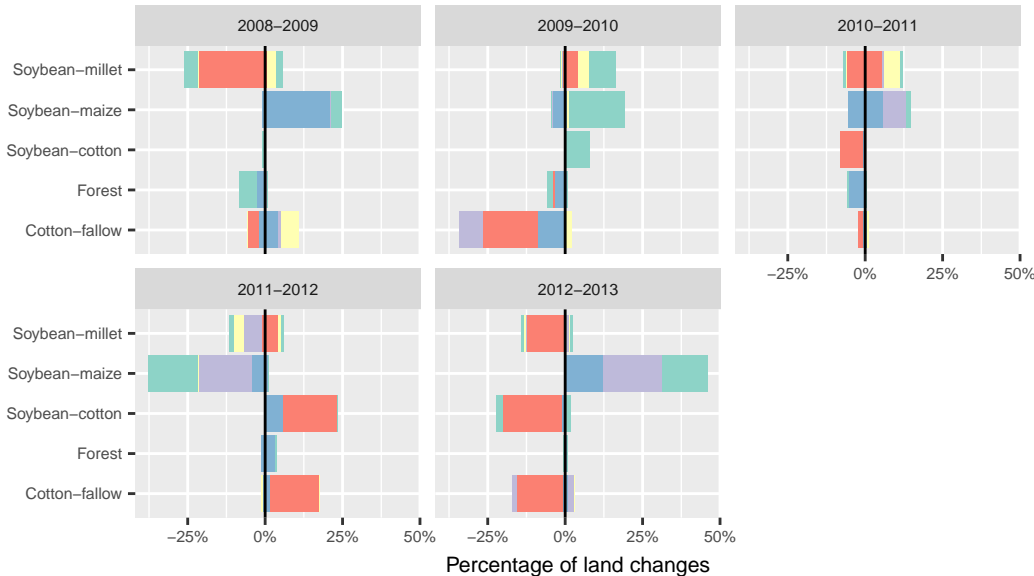 2008−2009 2009−2010 2010−2011
Soybean−millet
Soybean−maize
Soybean−cotton
Forest
Cotton−fallow
−25% 0% 25% 50%
2011−2012 2012−2013
Soybean−millet
Soybean−maize
Soybean−cotton
Forest
Cotton−fallow
−25% 0% 25% 50% −25% 0% 25% 50%
Percentage of land changes